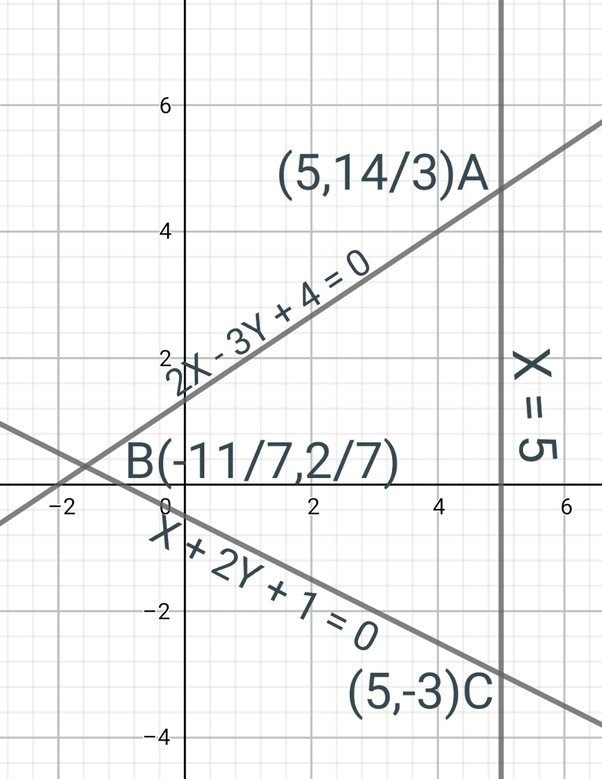 6
(5,14/3)A
4
2X - 3Y + 4 = 0
2
X = 5
B(-11/7,2/7)
−2
0
2
4
6
X + 2Y + 1 = 0
−2
(5,-3)C
−4